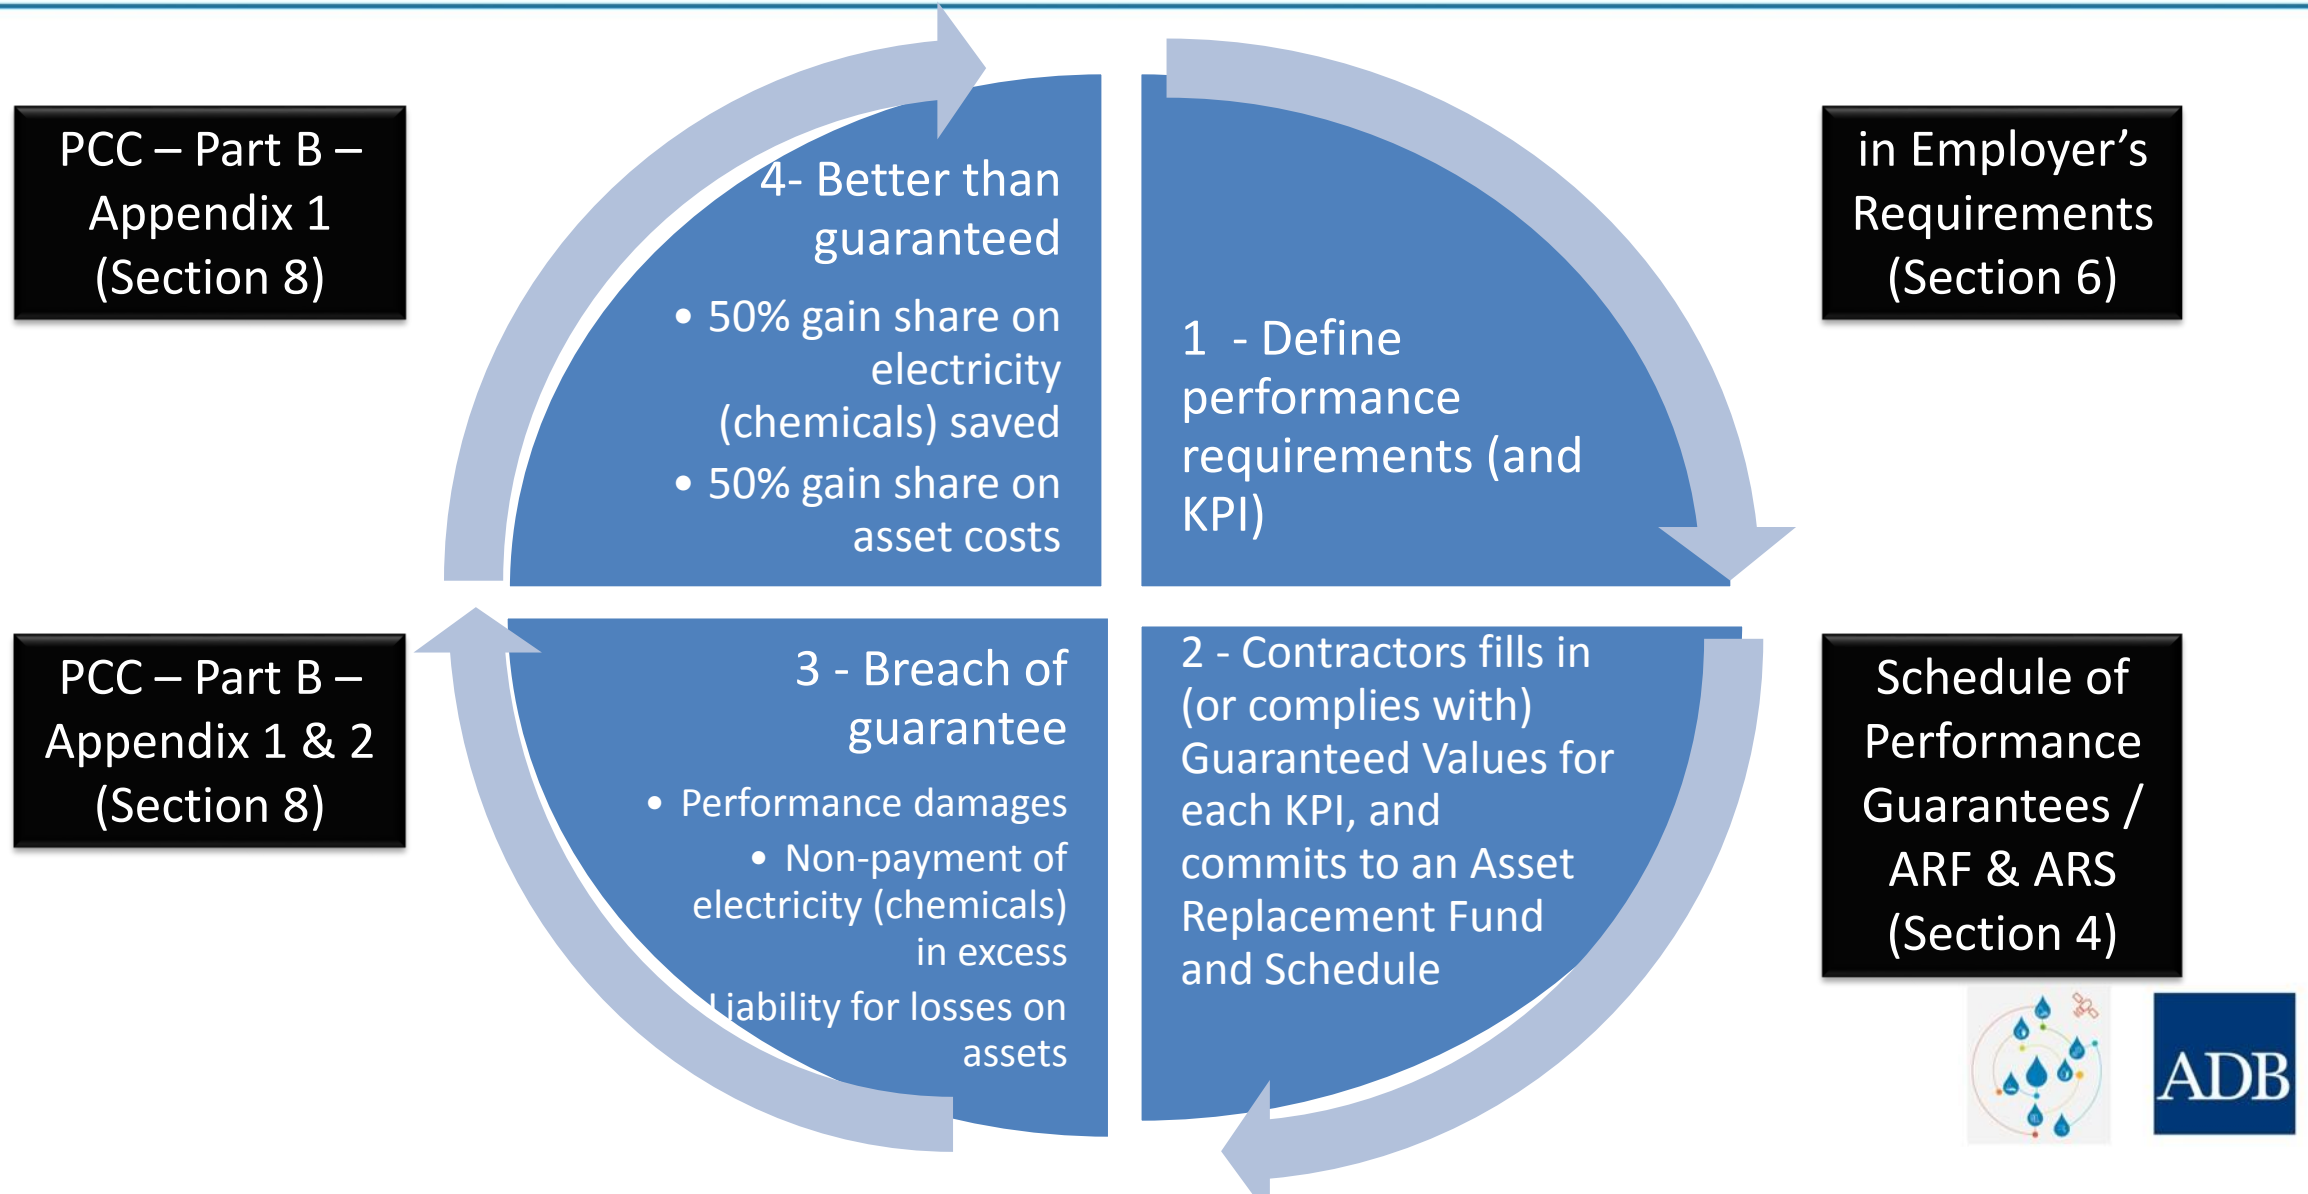 PCC – Part B –
Appendix 1
(Section 8)
4- Better than
guaranteed
• 50% gain share on
electricity
(chemicals) saved
• 50% gain share on
asset costs
1 - Define
performance
requirements (and
KPI)
in Employer’s
Requirements
(Section 6)
PCC – Part B –
Appendix 1 & 2
(Section 8)
3 - Breach of
guarantee
• Performance damages
• Non-payment of
electricity (chemicals)
in excess
Liability for losses on
assets
2 - Contractors fills in
(or complies with)
Guaranteed Values for
each KPI, and
commits to an Asset
Replacement Fund
and Schedule
Schedule of
Performance
Guarantees /
ARF & ARS
(Section 4)
ADB